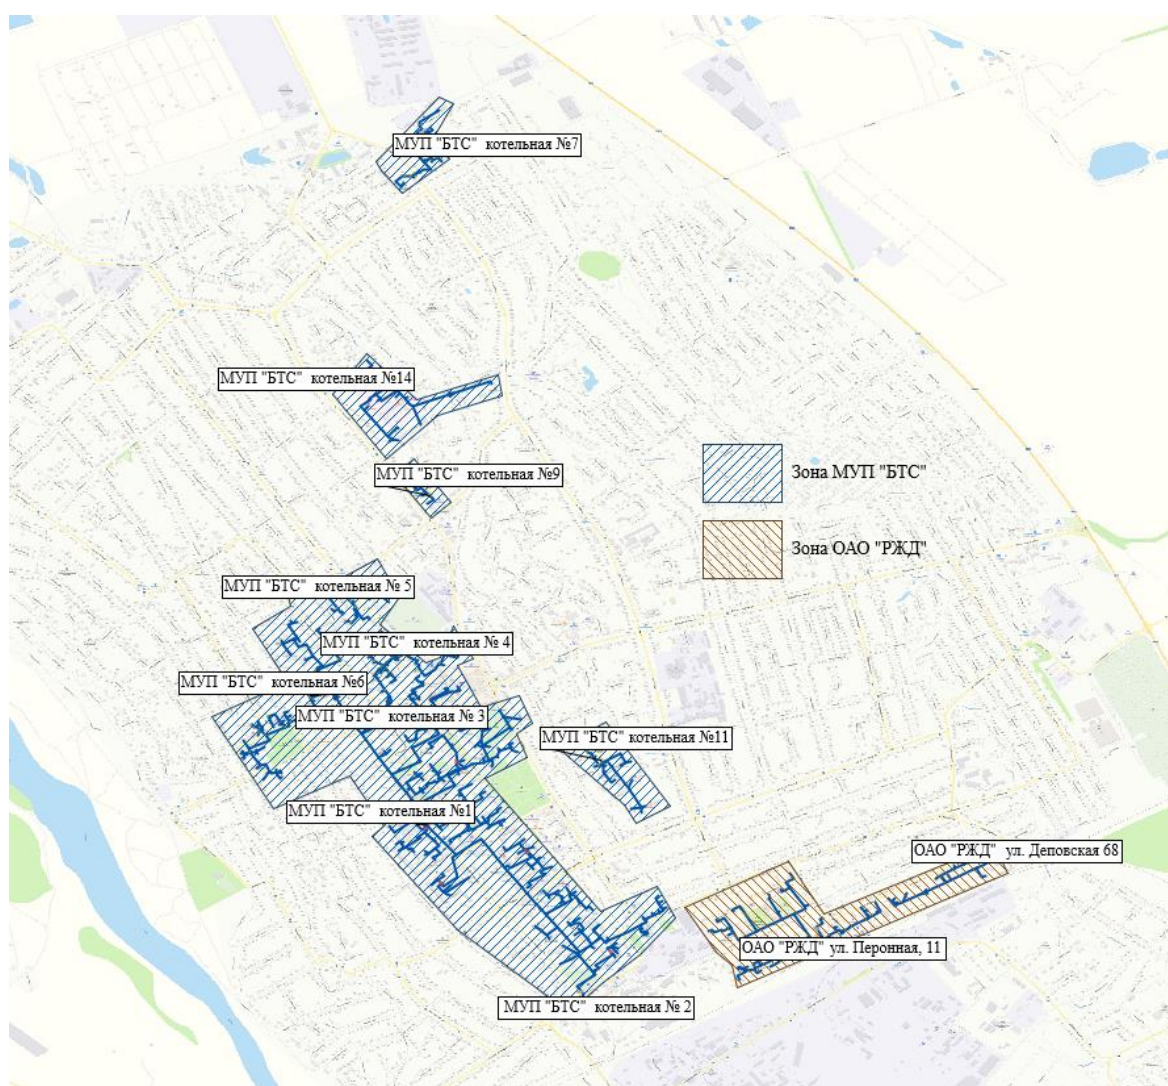 МУП "БТС" котельная №7
МУП "БТС" котельная №14
Зона МУП "БТС"
МУП "БТС" котельная №9
Зона ОАО "РЖД"
МУП "БТС" котельная № 5
МУП "БТС" котельная № 4
МУП "БТС" котельная №6
МУП "БТС" котельная № 3
МУП "БТС" котельная №11
МУП "БТС" котельная №1
ОАО "РЖД" ул. Деповская 68
ОАО "РЖД" ул. Перонная, 11
МУП "БТС" котельная № 2